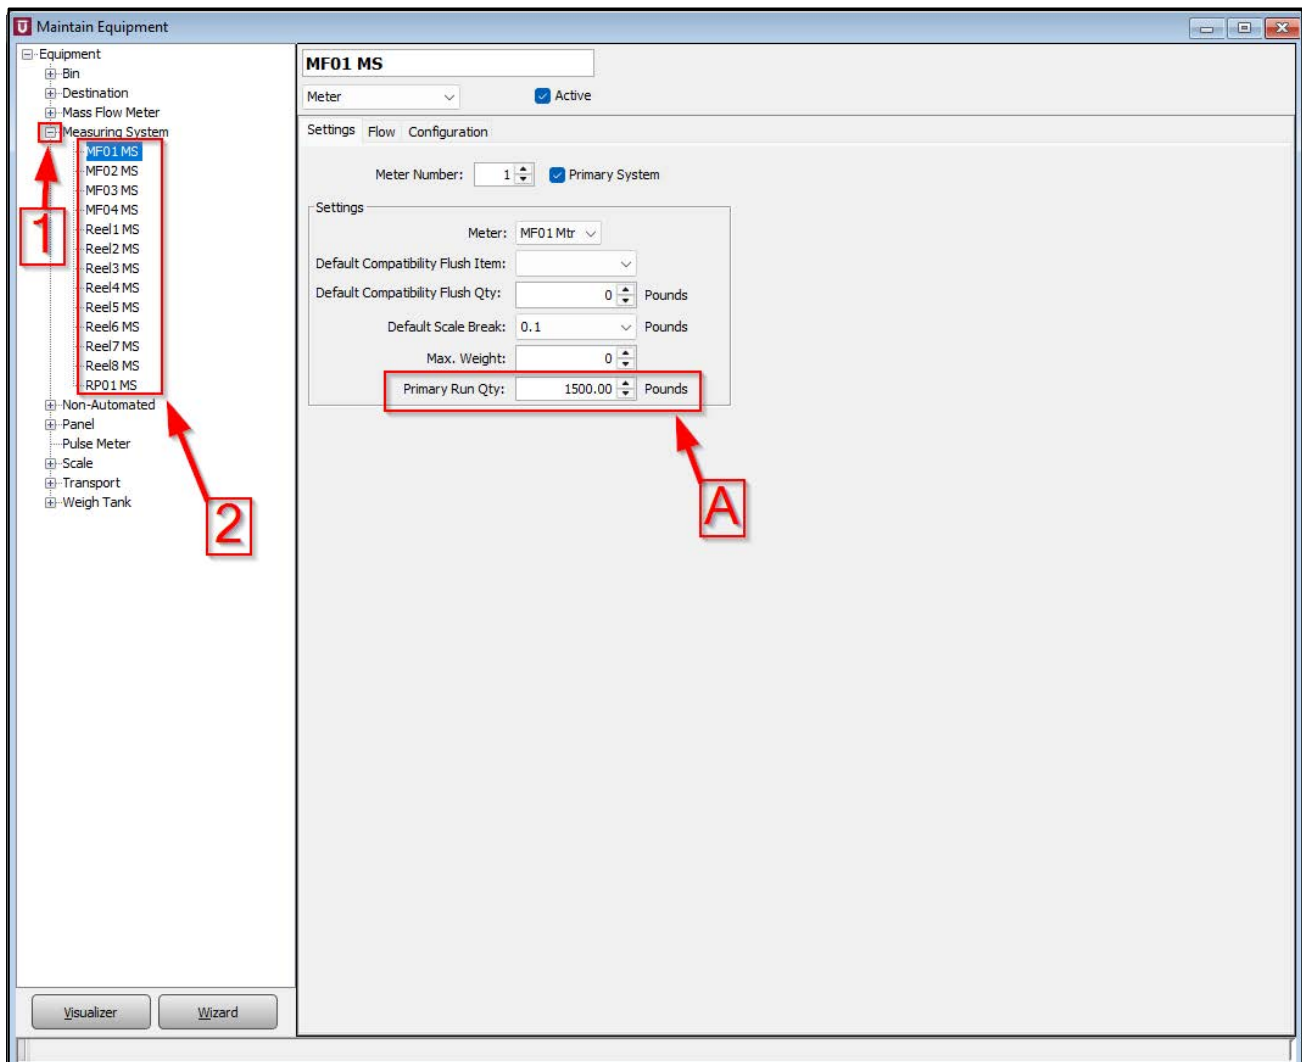 Maintain Equipment
Equipment
Bin
Destination
Mass Flow Meter
Measuring System
MF01 MS
MF02 MS
MF03 MS
MF04 MS
Reel1 MS
Reel2 MS
Reel3 MS
Reel4 MS
Reel5 MS
Reel6 MS
Reel7 MS
Reel8 MS
RP01 MS
Non-Automated
Panel
Pulse Meter
Scale
Transport
Weigh Tank
1
2
Visualizer Wizard
MF01 MS
Meter Active
Settings Flow Configuration
Meter Number: 1 Primary System
Settings
Meter: MF01 Mtr
Default Compatibility Flush Item:
Default Compatibility Flush Qty: 0 Pounds
Default Scale Break: 0.1 Pounds
Max. Weight: 0
Primary Run Qty: 1500.00 Pounds
A